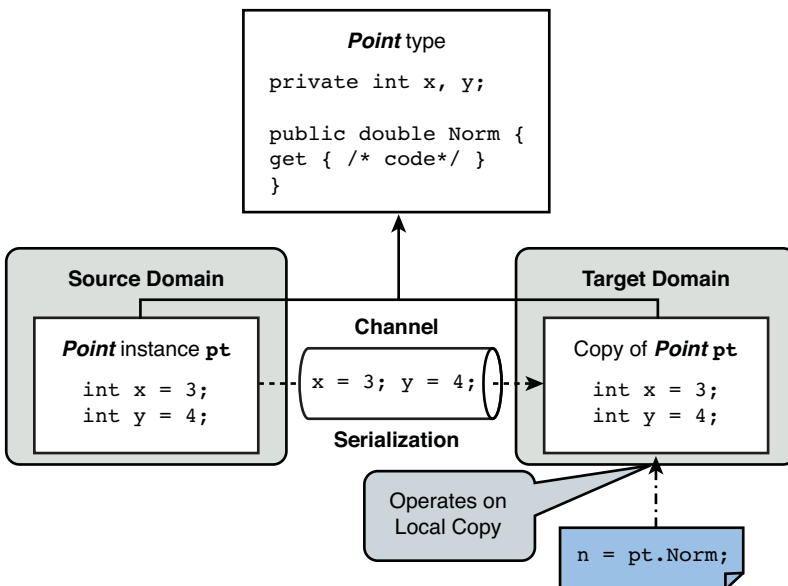 Point type
private int x, y;
public double Norm {
get { /* code*/ }
}
Source Domain
Target Domain
Channel
Point instance pt
int x = 3;
int y = 4;
x = 3; y = 4;
Copy of Point pt
int x = 3;
int y = 4;
Serialization
Operates on
Local Copy
n = pt.Norm;